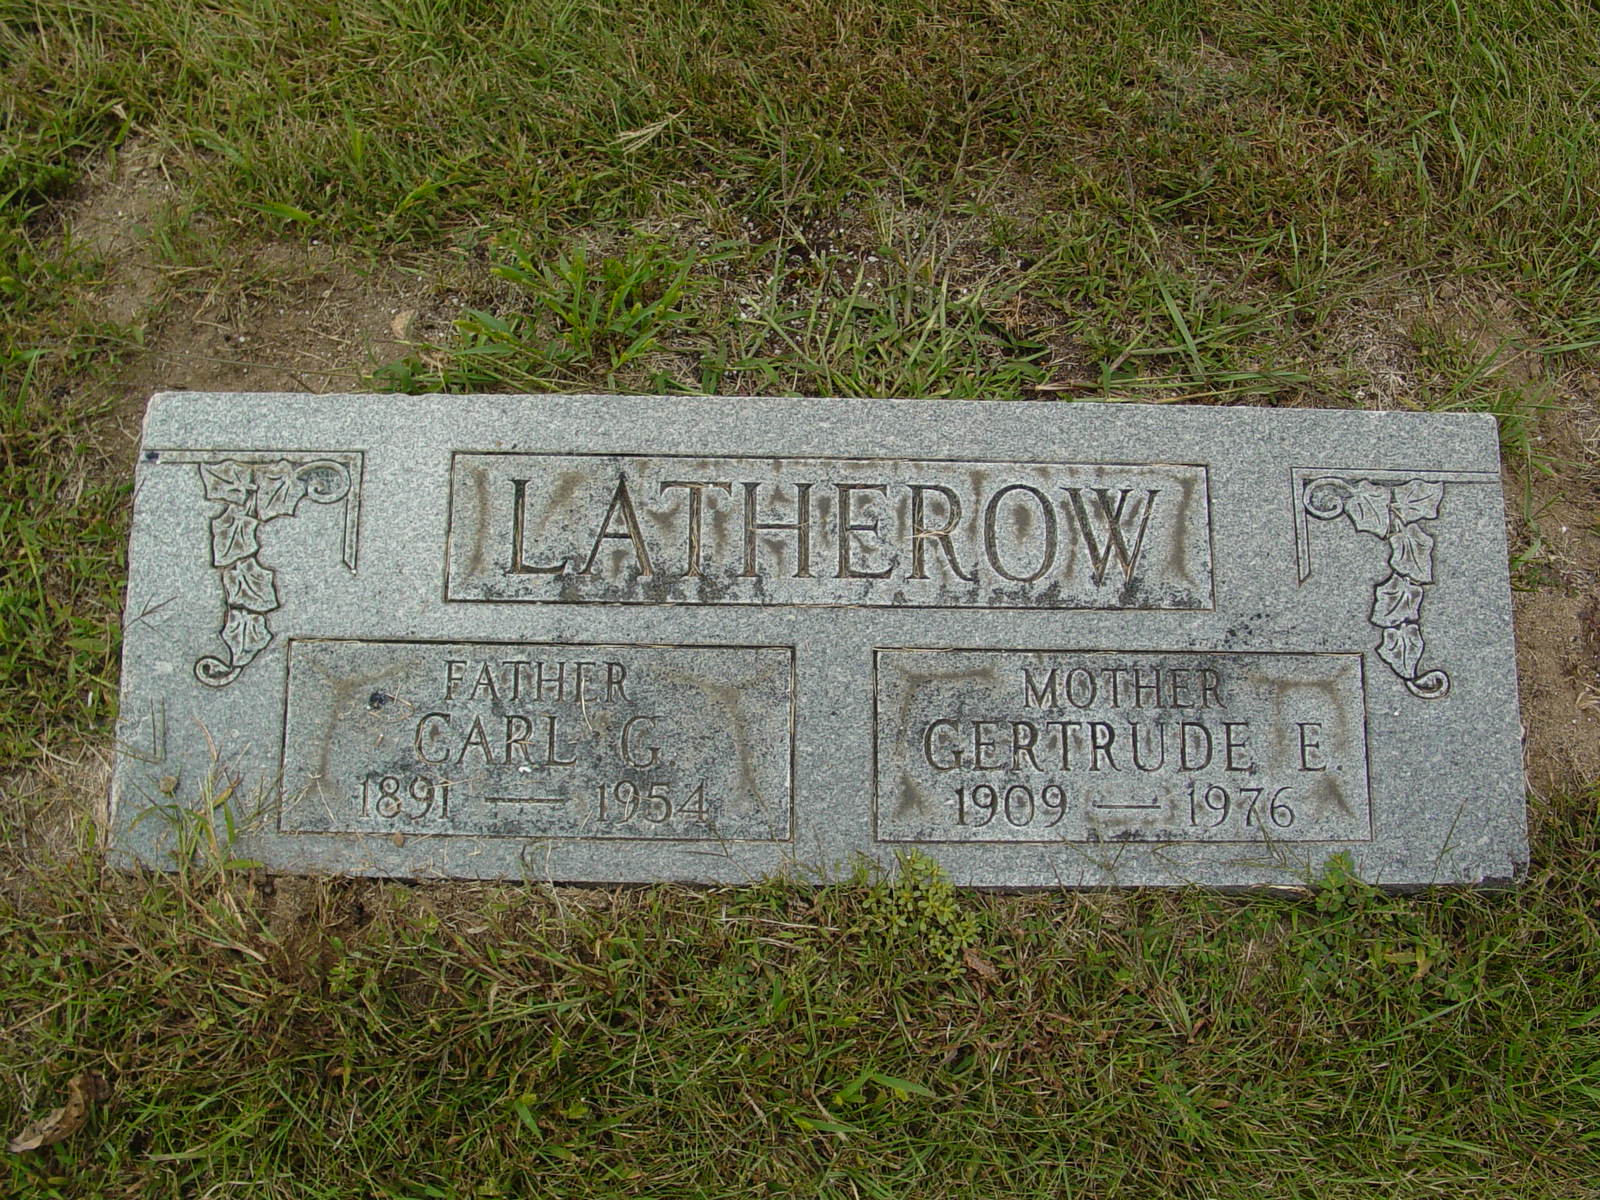 LATHEROW
FATHER
CARL G.
1891 — 1954
MOTHER
GERTRUDE E.
1909 — 1976